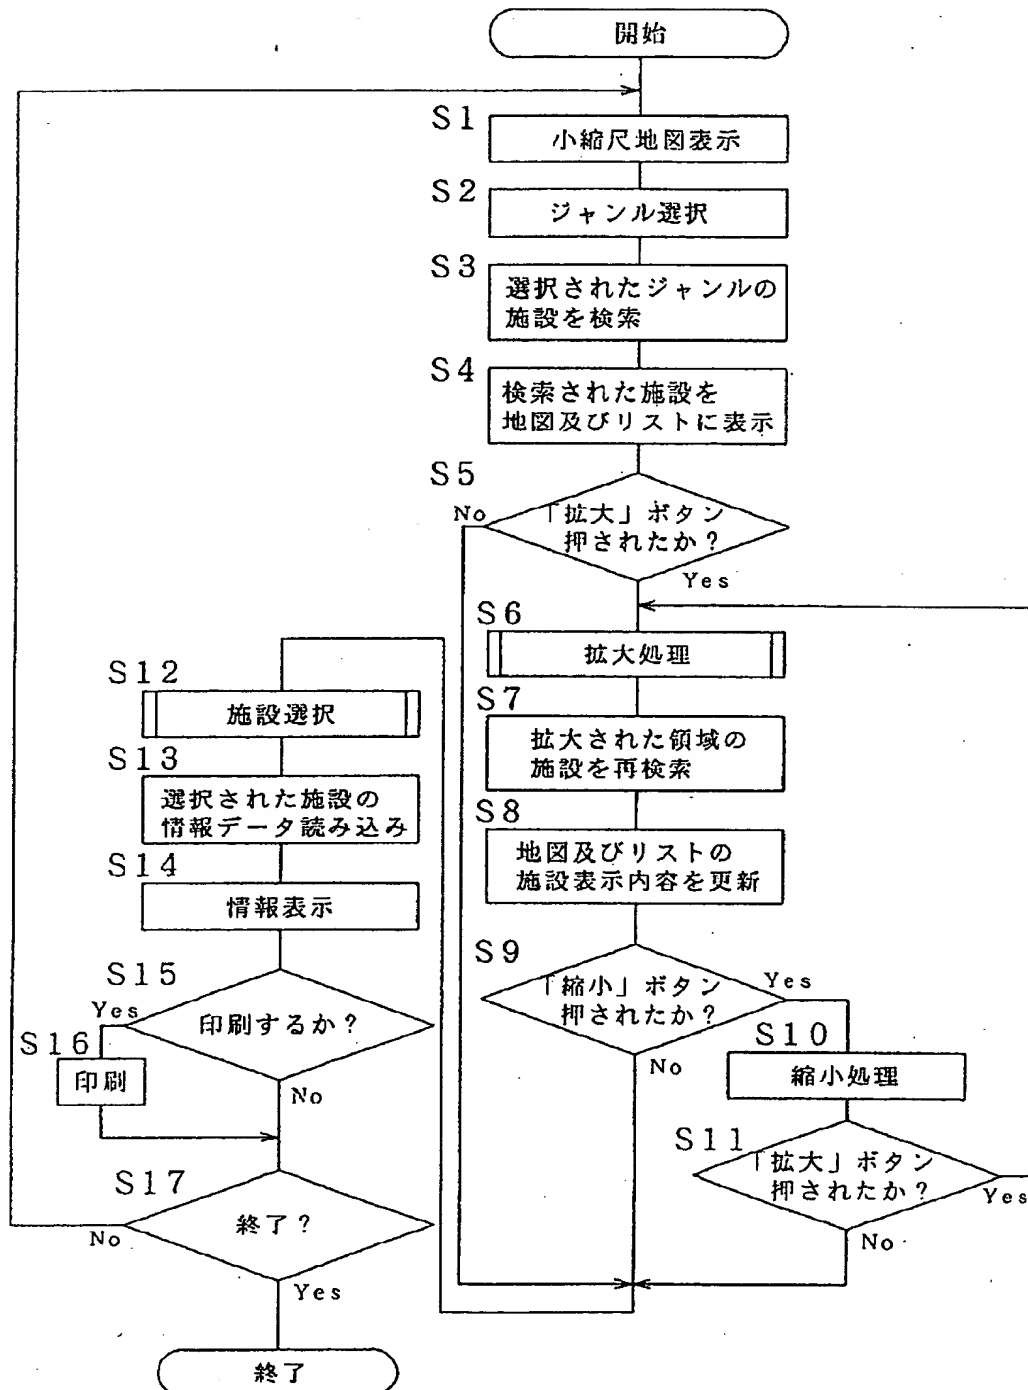 開始
S1
小縮尺地図表示
S2
ジャンル選択
S3
選択されたジャンルの
施設を検索
S4
検索された施設を
地図及びリストに表示
S5
「拡大」ボタン
押されたか?
No
Yes
S6
拡大処理
S7
拡大された領域の
施設を再検索
S8
地図及びリストの
施設表示内容を更新
S9
「縮小」ボタン
押されたか?
Yes
No
S10
縮小処理
S11
「拡大」ボタン
押されたか?
Yes
No
S12
施設選択
S13
選択された施設の
情報データ読み込み
S14
情報表示
S15
印刷するか?
Yes
No
S16
印刷
S17
終了?
No
Yes
終了